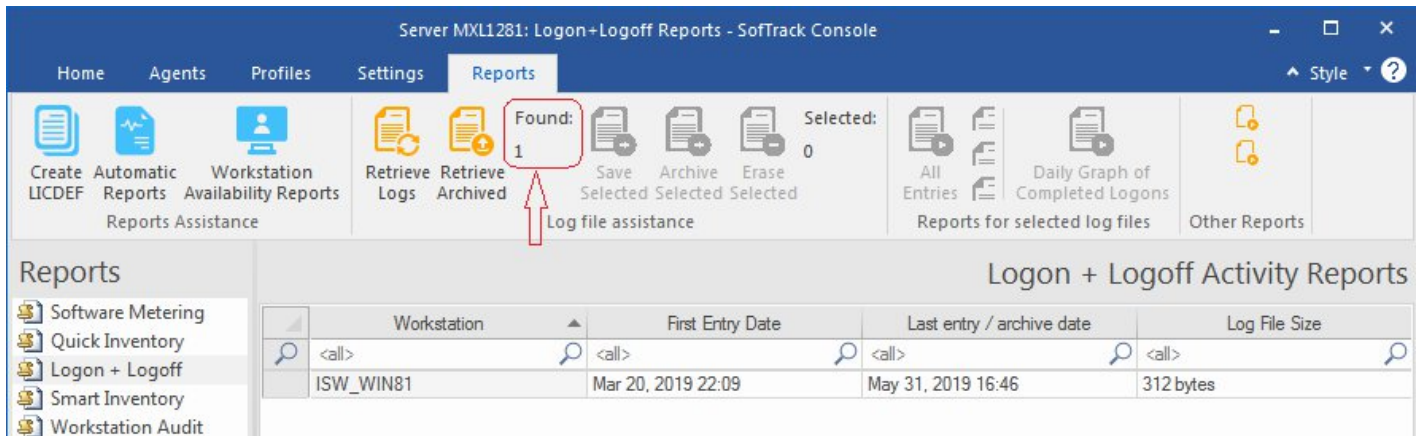 Server MXL1281: Logon+Logoff Reports - SofTrack Console
Home Agents Profiles Settings Reports Style
Create LICDEF
Automatic Reports
Workstation Availability Reports
Reports Assistance
Retrieve Logs
Retrieve Archived
Found:
1
Save Selected
Archive Selected
Erase Selected
Selected:
0
Log file assistance
All Entries
Daily Graph of Completed Logons
Reports for selected log files
Other Reports
Reports
Software Metering
Quick Inventory
Logon + Logoff
Smart Inventory
Workstation Audit
Logon + Logoff Activity Reports
Workstation First Entry Date Last entry / archive date Log File Size
<all> <all> <all> <all>
ISW_WIN81 Mar 20, 2019 22:09 May 31, 2019 16:46 312 bytes